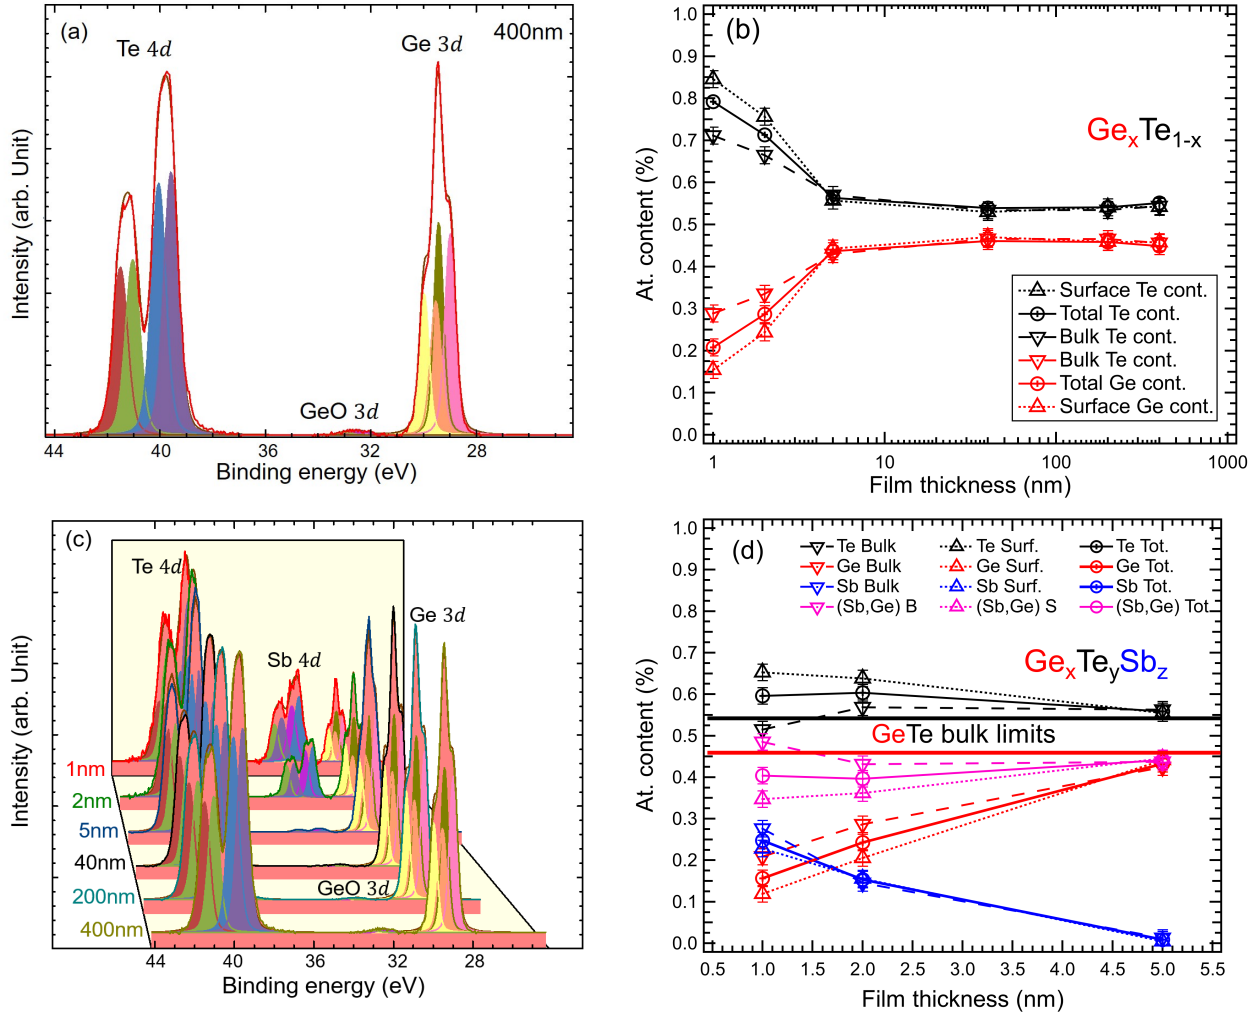 (a)
400nm
Te 4d
Ge 3d
GeO 3d
Intensity (arb. Unit)
44 40 36 32 28
Binding energy (eV)
(b)
1.0
0.9
0.8
0.7
0.6
0.5
0.4
0.3
0.2
0.1
0.0
At. content (%)
GexTe1-x
Surface Te cont.
Total Te cont.
Bulk Te cont.
Bulk Te cont.
Total Ge cont.
Surface Ge cont.
1 10 100 1000
Film thickness (nm)
(c)
Te 4d
Ge 3d
Sb 4d
1nm
2nm
5nm
40nm
200nm
400nm
GeO 3d
Intensity (arb. Unit)
44 40 36 32 28
Binding energy (eV)
(d)
1.0
0.9
0.8
0.7
0.6
0.5
0.4
0.3
0.2
0.1
0.0
At. content (%)
Te Bulk Te Surf. Te Tot.
Ge Bulk Ge Surf. Ge Tot.
Sb Bulk Sb Surf. Sb Tot.
(Sb,Ge) B (Sb,Ge) S (Sb,Ge) Tot
GexTeySbz
GeTe bulk limits
0.5 1.0 1.5 2.0 2.5 3.0 3.5 4.0 4.5 5.0 5.5
Film thickness (nm)